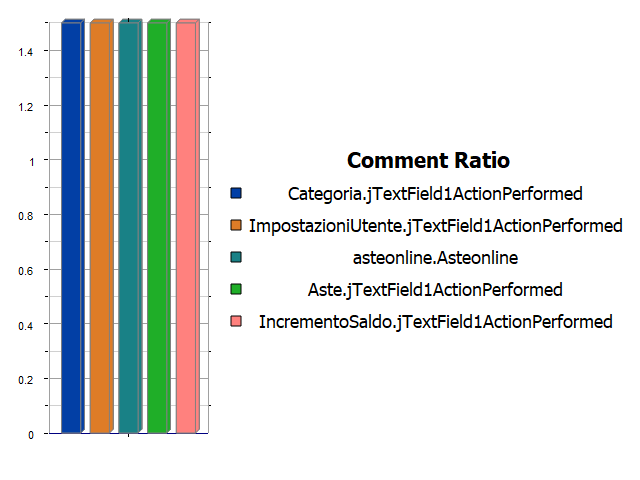 1.4
1.2
1
0.8
0.6
0.4
0.2
0
Comment Ratio
Categoria.jTextField1ActionPerformed
ImpostazioniUtente.jTextField1ActionPerformed
asteonline.Asteonline
Aste.jTextField1ActionPerformed
IncrementoSaldo.jTextField1ActionPerformed